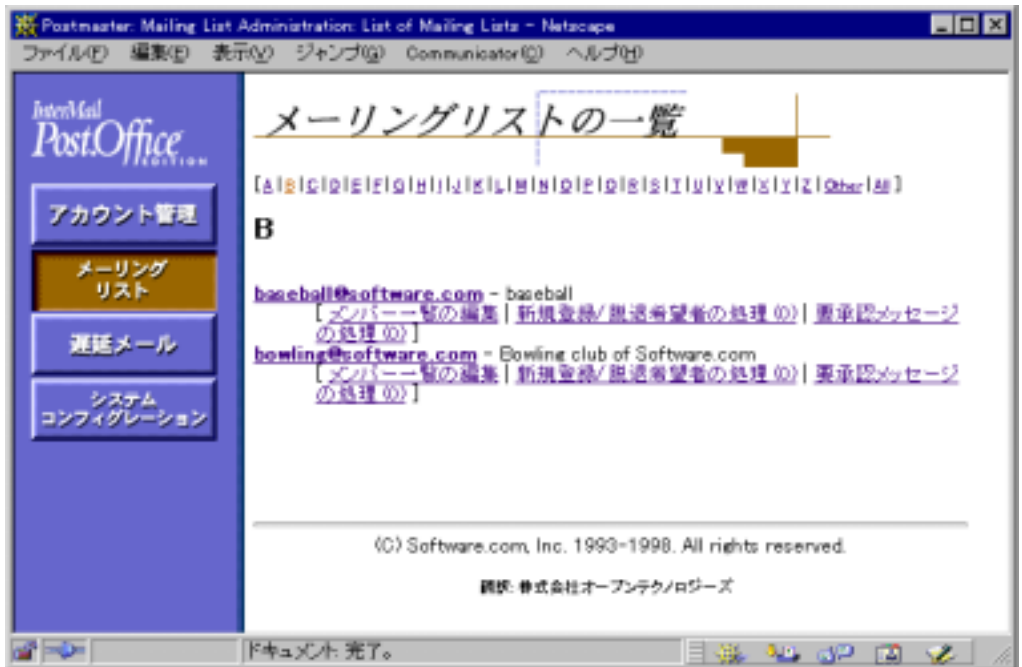 Postmaster: Mailing List Administration: List of Mailing Lists - Netscape
ファイル(F) 編集(E) 表示(V) ジャンプ(G) Communicator(C) ヘルプ(H)
InterMail
Post.Office
EDITION
アカウント管理
メーリング
リスト
遅延メール
システム
コンフィグレーション
メーリングリストの一覧
[A|B|C|D|E|F|G|H|I|J|K|L|M|N|O|P|Q|R|S|T|U|V|W|X|Y|Z|Other|All]
B
baseball@software.com - baseball
[ メンバー一覧の編集 | 新規登録/脱退希望者の処理 (0) | 要承認メッセージ
の処理 (0) ]
bowling@software.com - Bowling club of Software.com
[ メンバー一覧の編集 | 新規登録/脱退希望者の処理 (0) | 要承認メッセージ
の処理 (0) ]
(C) Software.com, Inc. 1993-1998. All rights reserved.
翻訳: 株式会社オープンテクノロジーズ
ドキュメント: 完了。